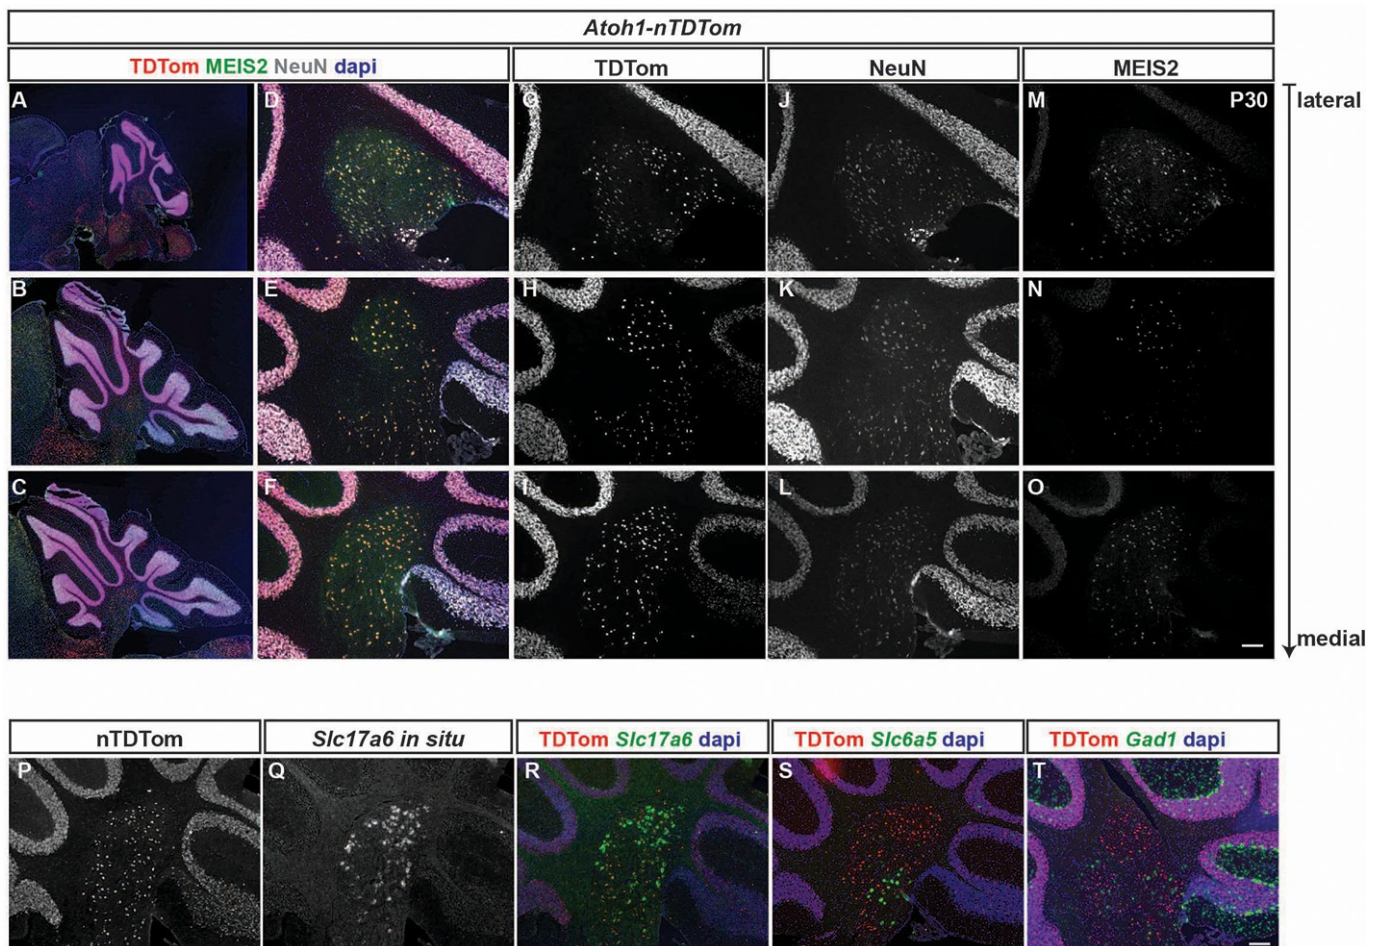 Atoh1-nTDTom
TDTom MEIS2 NeuN dapi
TDTom
NeuN
MEIS2
A
D
G
J
M
P30
lateral
B
E
H
K
N
C
F
I
L
O
medial
nTDTom
Slc17a6 in situ
TDTom Slc17a6 dapi
TDTom Slc6a5 dapi
TDTom Gad1 dapi
P
Q
R
S
T